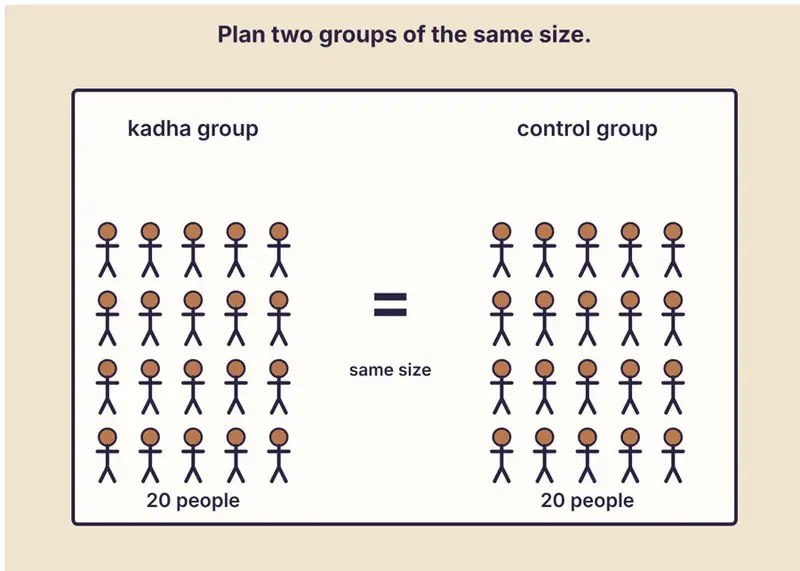 Plan two groups of the same size.
kadha group
control group
=
same size
20 people
20 people